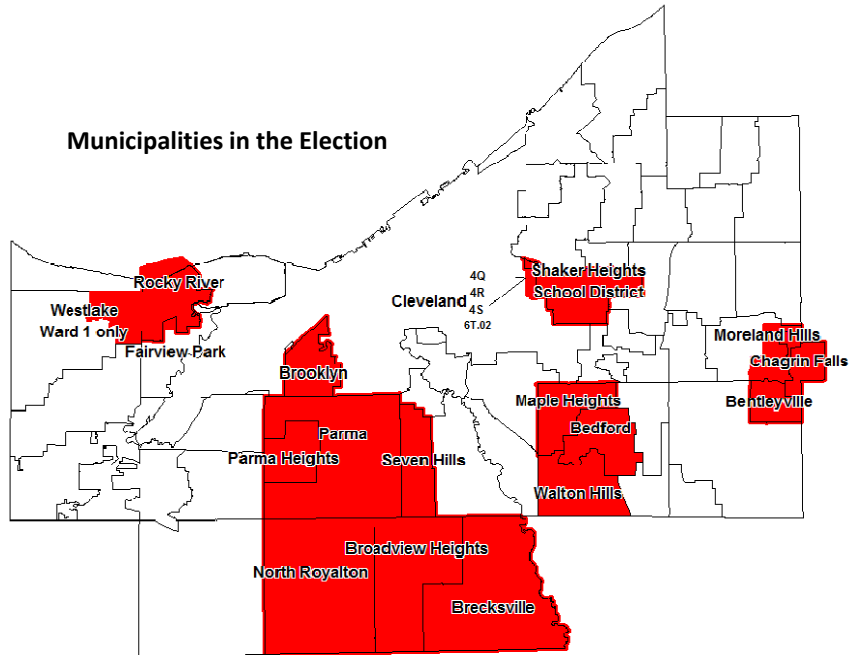 Municipalities in the Election
Rocky River
Westlake
Ward 1 only
Fairview Park
Cleveland
4Q
4R
4S
6T.02
Shaker Heights
School District
Moreland Hills
Chagrin Falls
Bentleyville
Brooklyn
Maple Heights
Bedford
Walton Hills
Parma
Parma Heights
Seven Hills
Broadview Heights
North Royalton
Brecksville